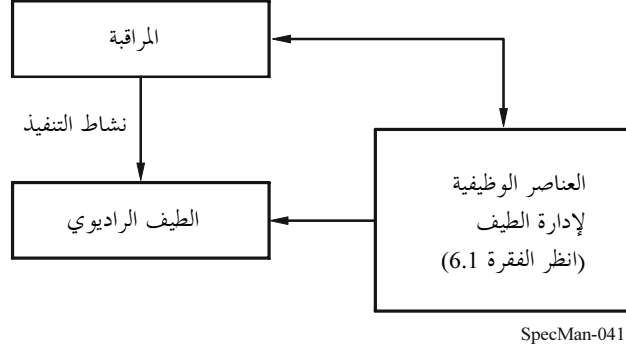 المراقبة
نشاط التنفيذ
الطيف الراديوي
العناصر الوظيفية
لإدارة الطيف
(انظر الفقرة 6.1)
SpecMan-041